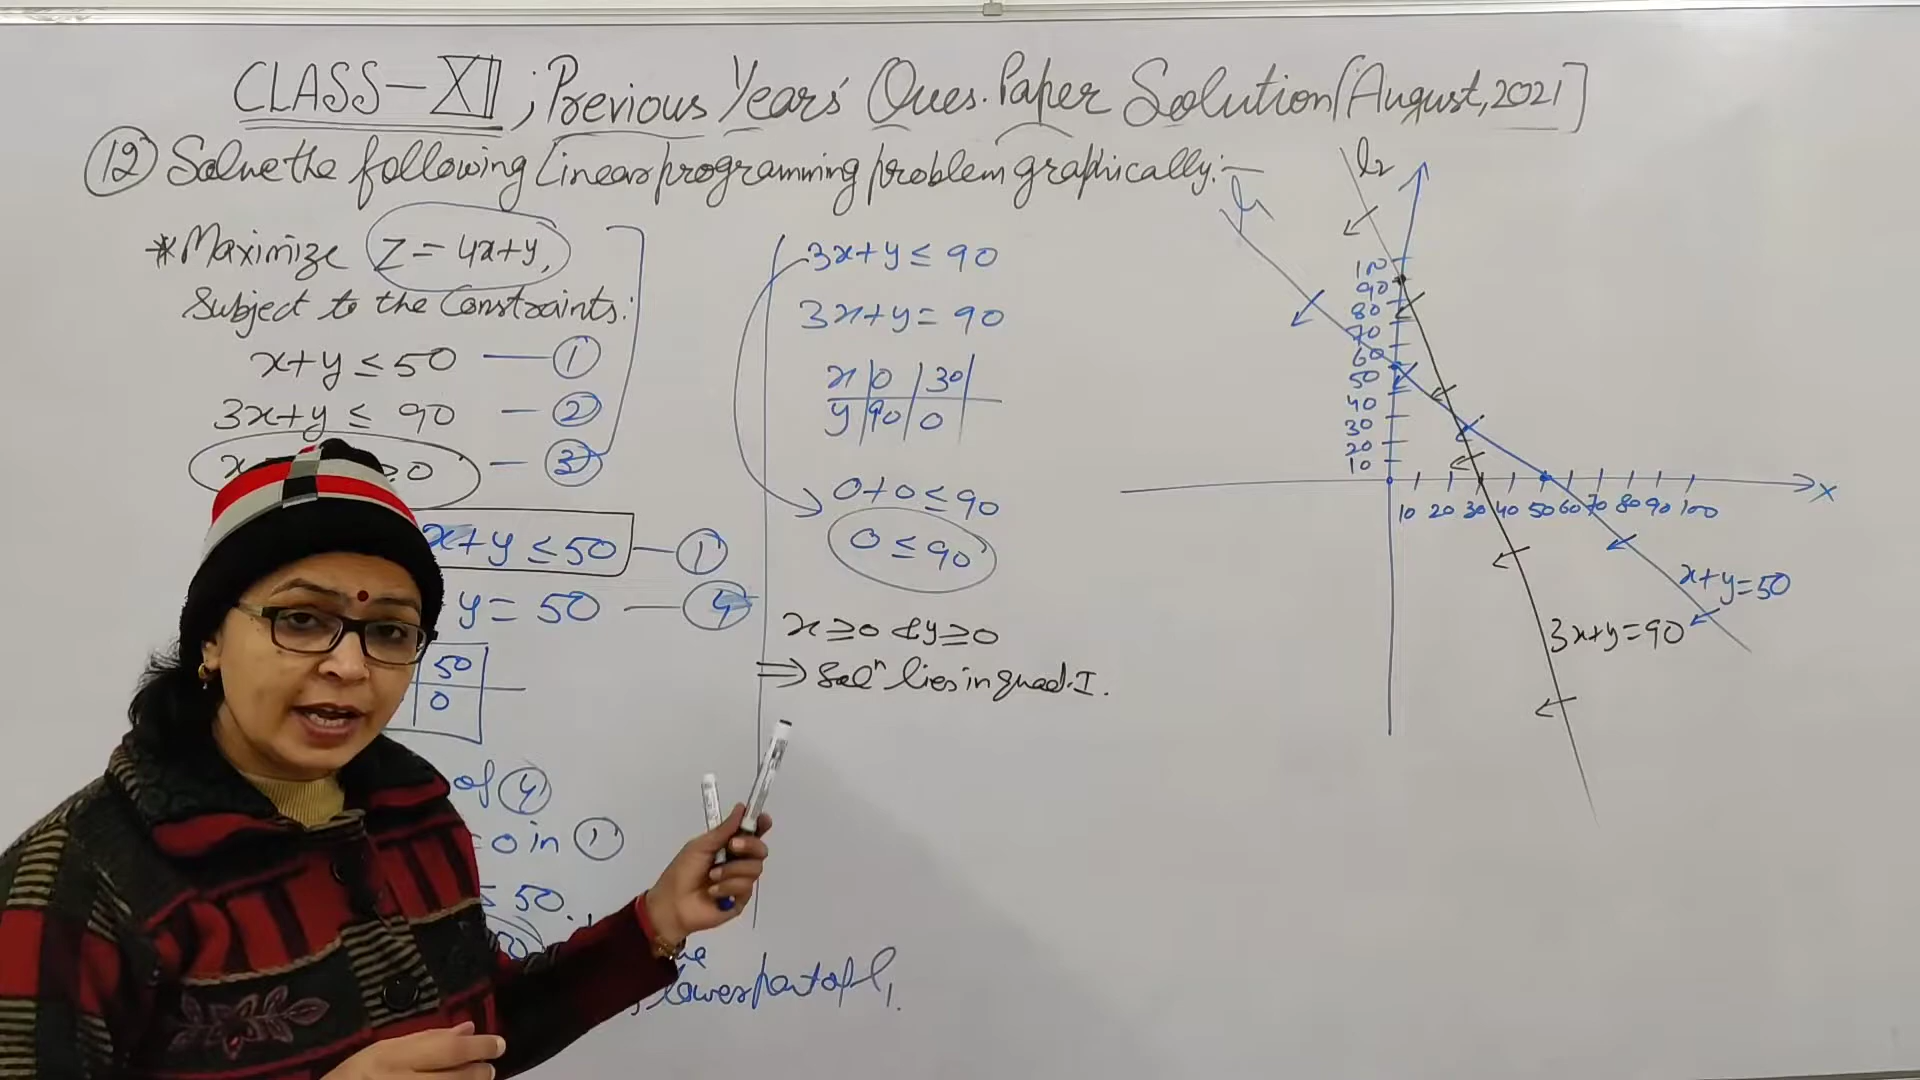 CLASS-XII; Previous Years' Ques. Paper Solution [August, 2021]
(12) Solve the following Linear programming problem graphically:-
*Maximize Z = 4x+y,
Subject to the Constraints:
x+y ≤ 50 — (1)
3x+y ≤ 90 — (2)
x ≥0 — (3)
x+y ≤ 50 — (1)
y = 50 — (4)
50
0
of (4)
=0 in (1)
≤ 50.
50
lower part of l₁.
3x+y ≤ 90
3x+y = 90
x | 0 | 30
y | 90 | 0
0+0 ≤ 90
0 ≤ 90
x ≥0 & y ≥0
⇒ Solⁿ lies in quad. I.
l₁
l₂
100
90
80
70
60
50
40
30
20
10
10 20 30 40 50 60 70 80 90 100
x
x+y=50
3x+y=90